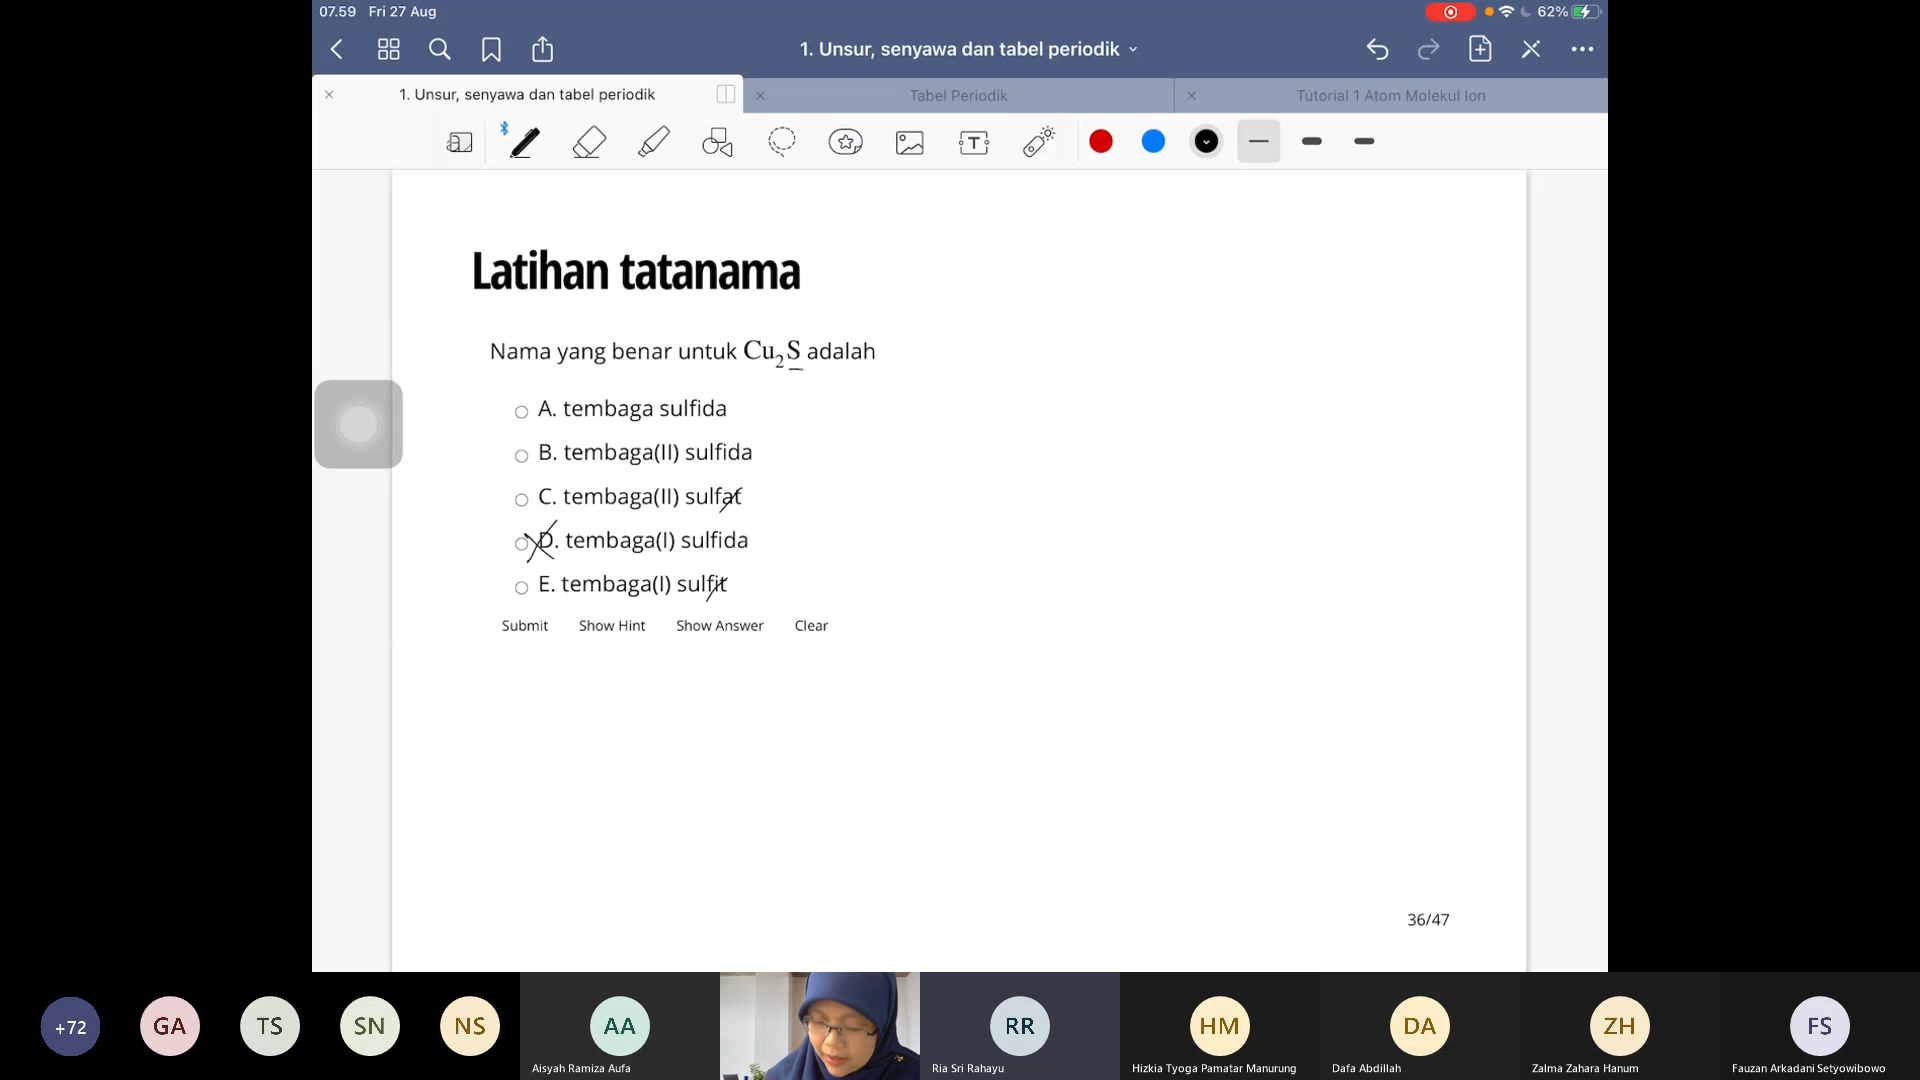 07.59 Fri 27 Aug
62%
1. Unsur, senyawa dan tabel periodik
1. Unsur, senyawa dan tabel periodik
Tabel Periodik
Tutorial 1 Atom Molekul Ion
T
Latihan tatanama
Nama yang benar untuk Cu₂S adalah
A. tembaga sulfida
B. tembaga(II) sulfida
C. tembaga(II) sulfat
D. tembaga(I) sulfida
E. tembaga(I) sulfit
Submit Show Hint Show Answer Clear
36/47
+72 GA TS SN NS AA RR HM DA ZH FS
Aisyah Ramiza Aufa
Ria Sri Rahayu
Hizkia Tyoga Pamatar Manurung
Dafa Abdillah
Zalma Zahara Hanum
Fauzan Arkadani Setyowibowo